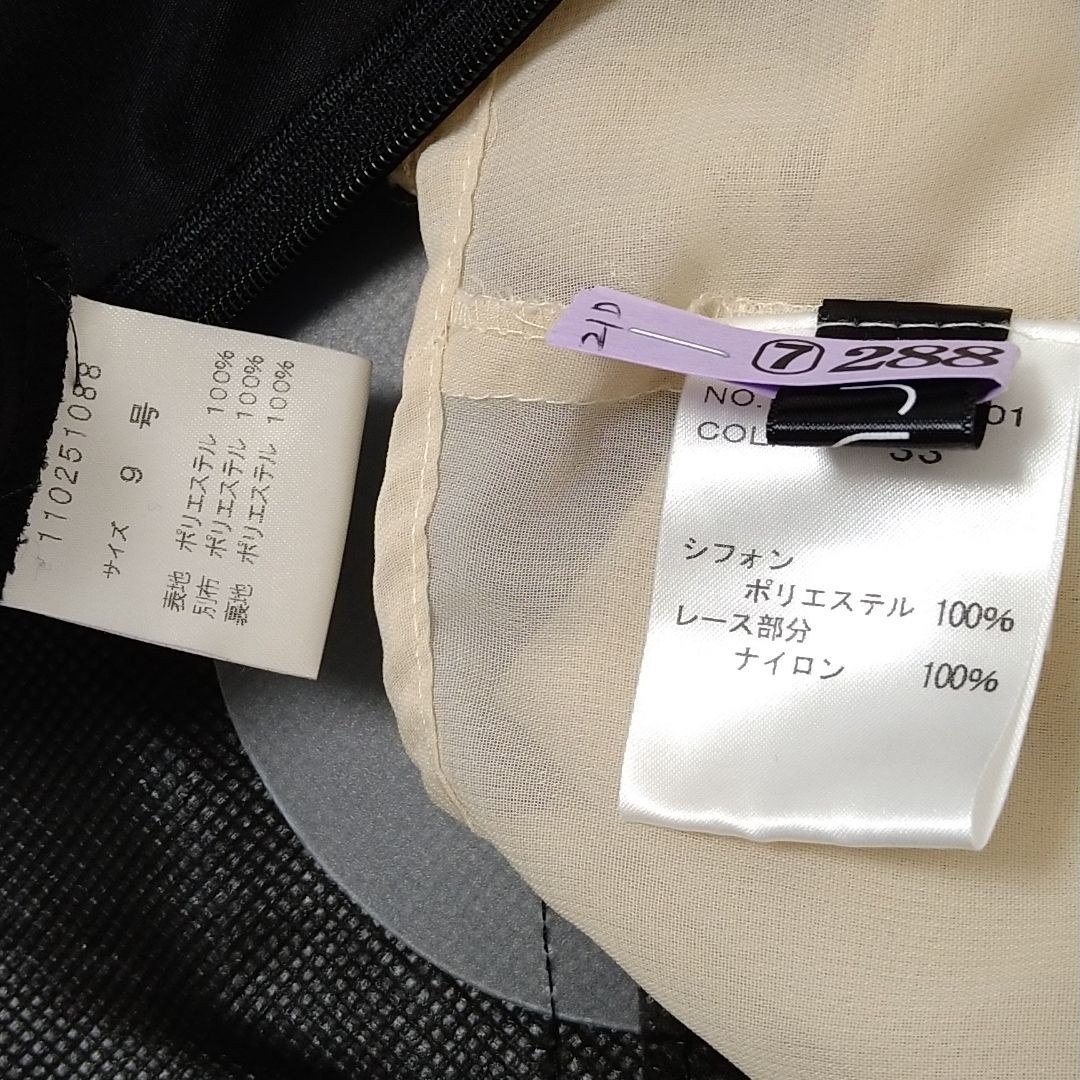 110251088
サイズ 9 号
表地 ポリエステル 100%
別布 ポリエステル 100%
裏地 ポリエステル 100%
21D
⑦ 288
NO. 01
COL
シフォン
ポリエステル 100%
レース部分
ナイロン 100%